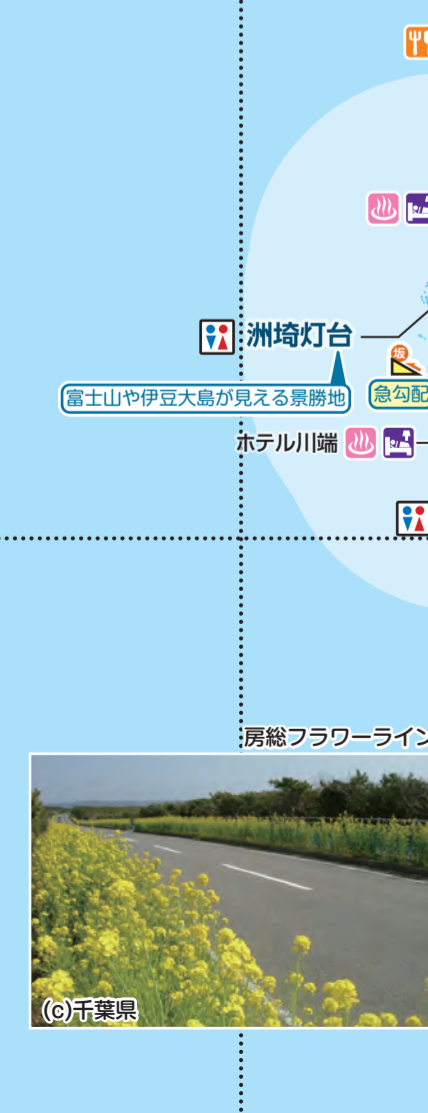 洲埼灯台
坂
富士山や伊豆大島が見える景勝地
急勾配
ホテル川端
房総フラワーライン
(c)千葉県